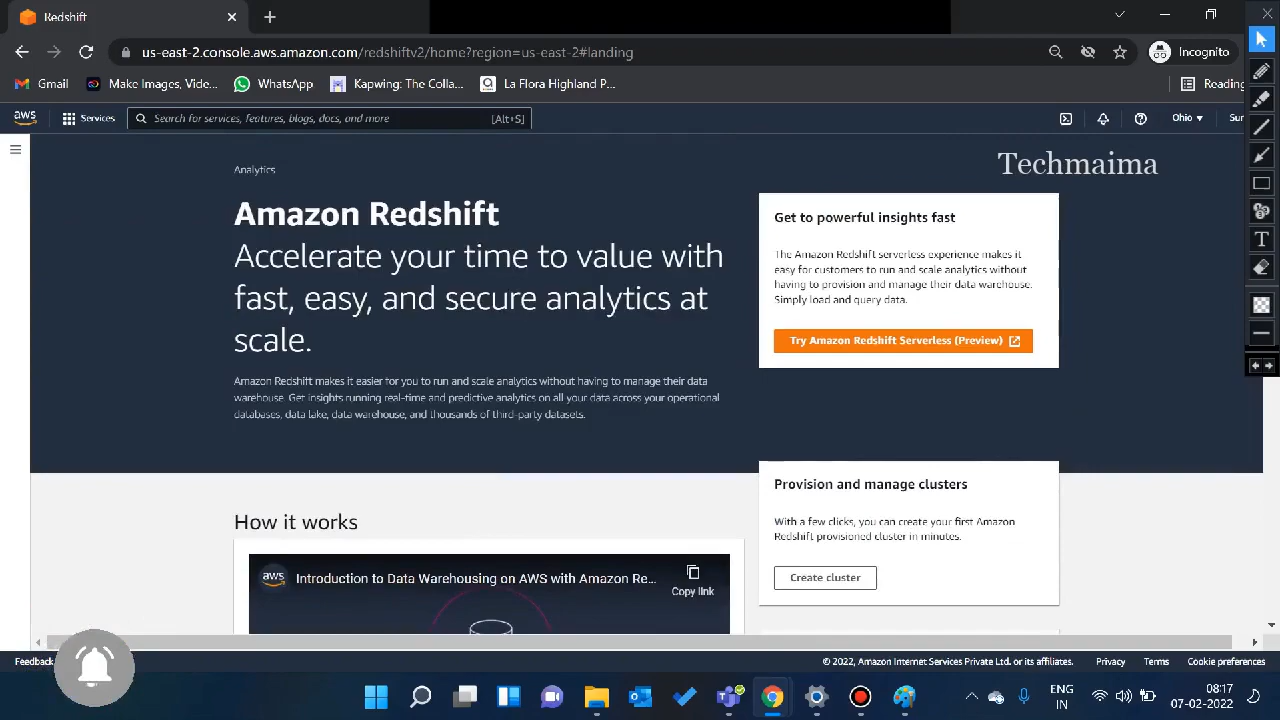 Redshift
us-east-2.console.aws.amazon.com/redshiftv2/home?region=us-east-2#landing
Incognito
Gmail
Make Images, Vide...
WhatsApp
Kapwing: The Colla...
La Flora Highland P...
Reading
aws
Services
Search for services, features, blogs, docs, and more
[Alt+S]
Ohio
Sur
Analytics
Techmaima
Amazon Redshift
Accelerate your time to value with
fast, easy, and secure analytics at
scale.
Amazon Redshift makes it easier for you to run and scale analytics without having to manage their data
warehouse. Get insights running real-time and predictive analytics on all your data across your operational
databases, data lake, data warehouse, and thousands of third-party datasets.
Get to powerful insights fast
The Amazon Redshift serverless experience makes it
easy for customers to run and scale analytics without
having to provision and manage their data warehouse.
Simply load and query data.
Try Amazon Redshift Serverless (Preview)
Provision and manage clusters
With a few clicks, you can create your first Amazon
Redshift provisioned cluster in minutes.
Create cluster
How it works
aws
Introduction to Data Warehousing on AWS with Amazon Re...
Copy link
Feedback
© 2022, Amazon Internet Services Private Ltd. or its affiliates.
Privacy
Terms
Cookie preferences
ENG
IN
08:17
07-02-2022